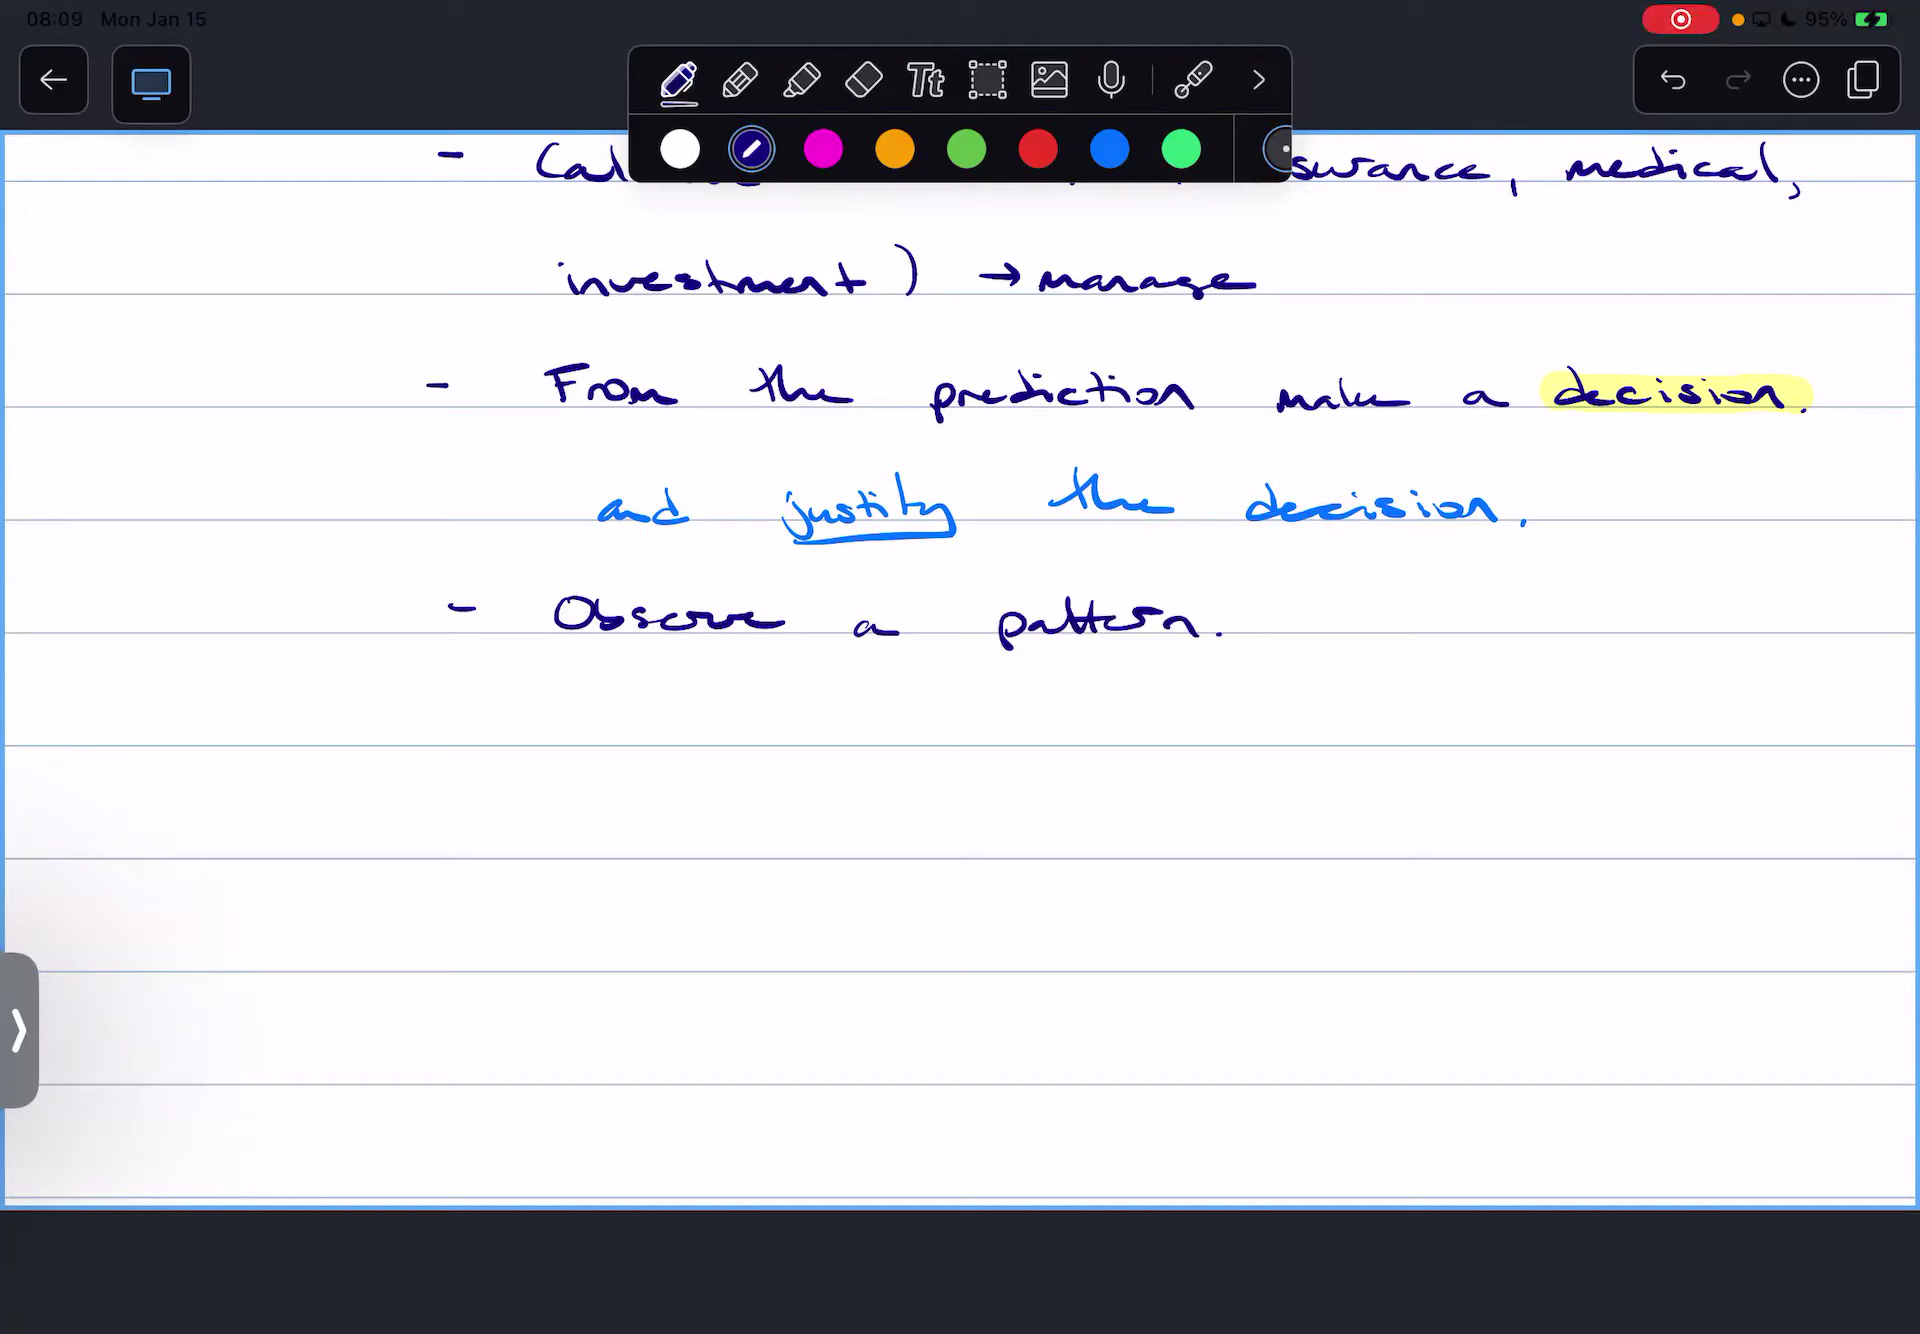 08:09 Mon Jan 15
95%
Tt
- surance, medical,
investment) → manage
- From the prediction make a decision.
and justify the decision.
- Observe a pattern.